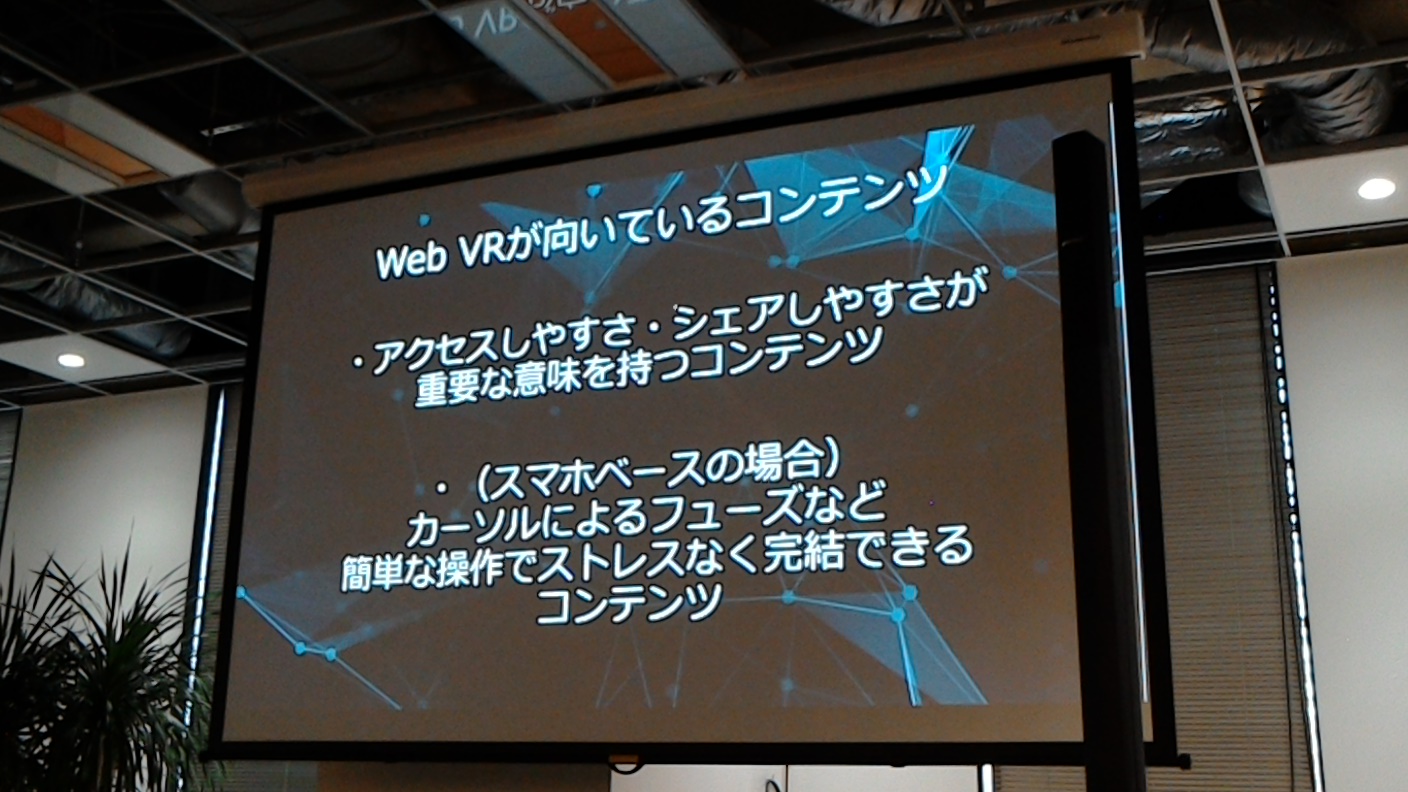 Web VRが向いているコンテンツ
・アクセスしやすさ・シェアしやすさが
重要な意味を持つコンテンツ
・（スマホベースの場合）
カーソルによるフューズなど
簡単な操作でストレスなく完結できる
コンテンツ